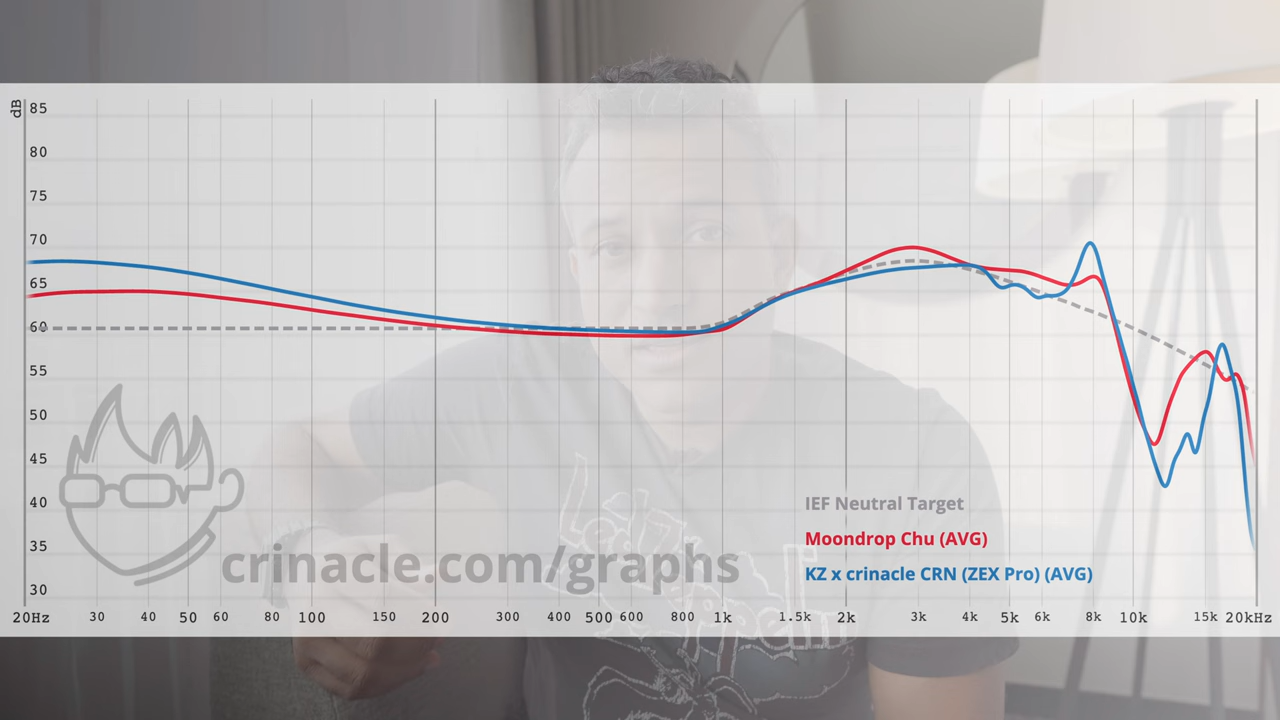 dB
85
80
75
70
65
60
55
50
45
40
35
30
IEF Neutral Target
Moondrop Chu (AVG)
KZ x crinacle CRN (ZEX Pro) (AVG)
crinacle.com/graphs
20Hz 30 40 50 60 80 100 150 200 300 400 500 600 800 1k 1.5k 2k 3k 4k 5k 6k 8k 10k 15k 20kHz
Led Zeppelin